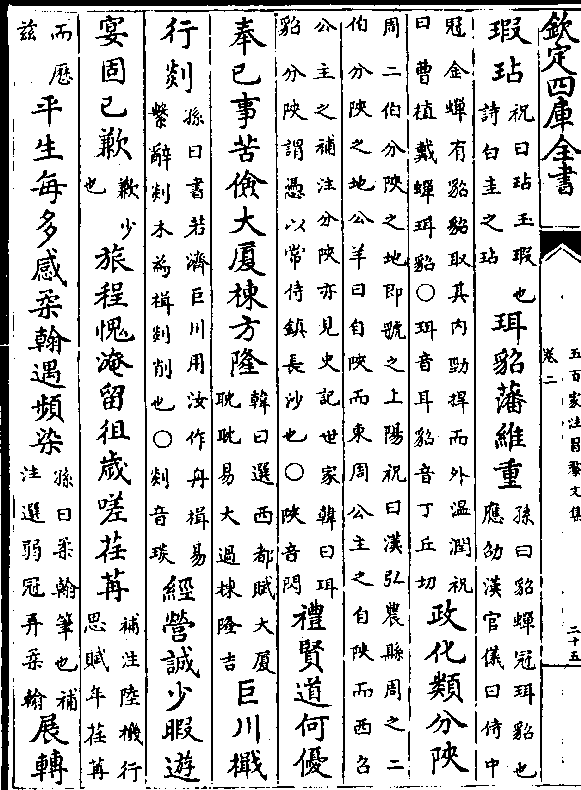 欽定四庫全書
五百家注昌黎文集
卷二
二十五
瑕玷祝曰玷玉瑕也詩白圭之玷珥貂藩維重孫曰貂蟬冠珥貂也應劭漢官儀曰侍中
冠金蟬有貂貂取其内勁捍而外溫潤祝曰曹植戴蟬珥貂〇珥音耳貂音丁丘切政化類分陜
周二伯分陜之地即虢之上陽祝曰漢弘農縣周之二伯分陜之地公羊曰自陜而東周公主之自陜而西召
公主之補注分陜亦見史記世家韓曰珥貂分陜謂憑以常侍鎮長沙也〇陜音閃禮賢道何優
奉已事苦儉大厦棟方隆韓曰選西都賦大厦耽耽易大過棟隆吉巨川檝
行剡孫曰書若濟巨川用汝作舟楫易繫辭剡木為楫剡削也〇剡音琰經營誠少暇遊
宴固已歉歉少也旅程愧淹留徂歲嗟荏苒補注陸機行思賦年荏苒
而厯兹平生每多感柔翰遇頻染孫曰柔翰筆也補注選弱冠弄柔翰展轉